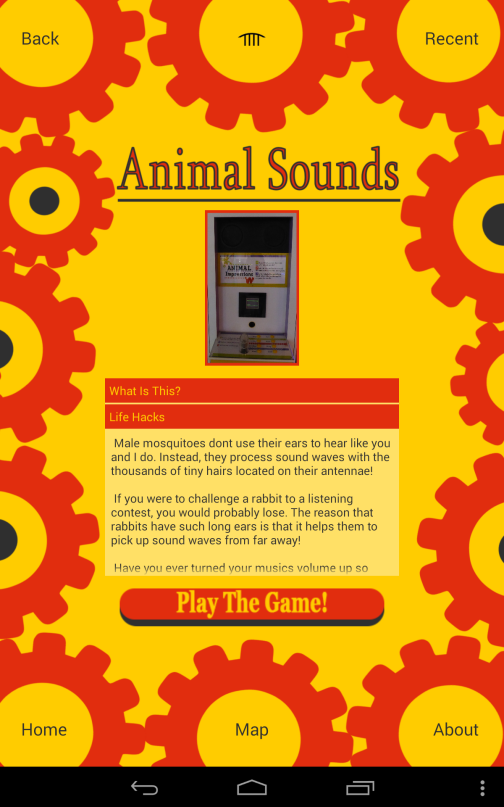 Back
Recent
Animal Sounds
ANIMAL
Impressions
What Is This?
Life Hacks
Male mosquitoes dont use their ears to hear like you
and I do. Instead, they process sound waves with the
thousands of tiny hairs located on their antennae!
If you were to challenge a rabbit to a listening
contest, you would probably lose. The reason that
rabbits have such long ears is that it helps them to
pick up sound waves from far away!
Have you ever turned your musics volume up so
Play The Game!
Home
Map
About